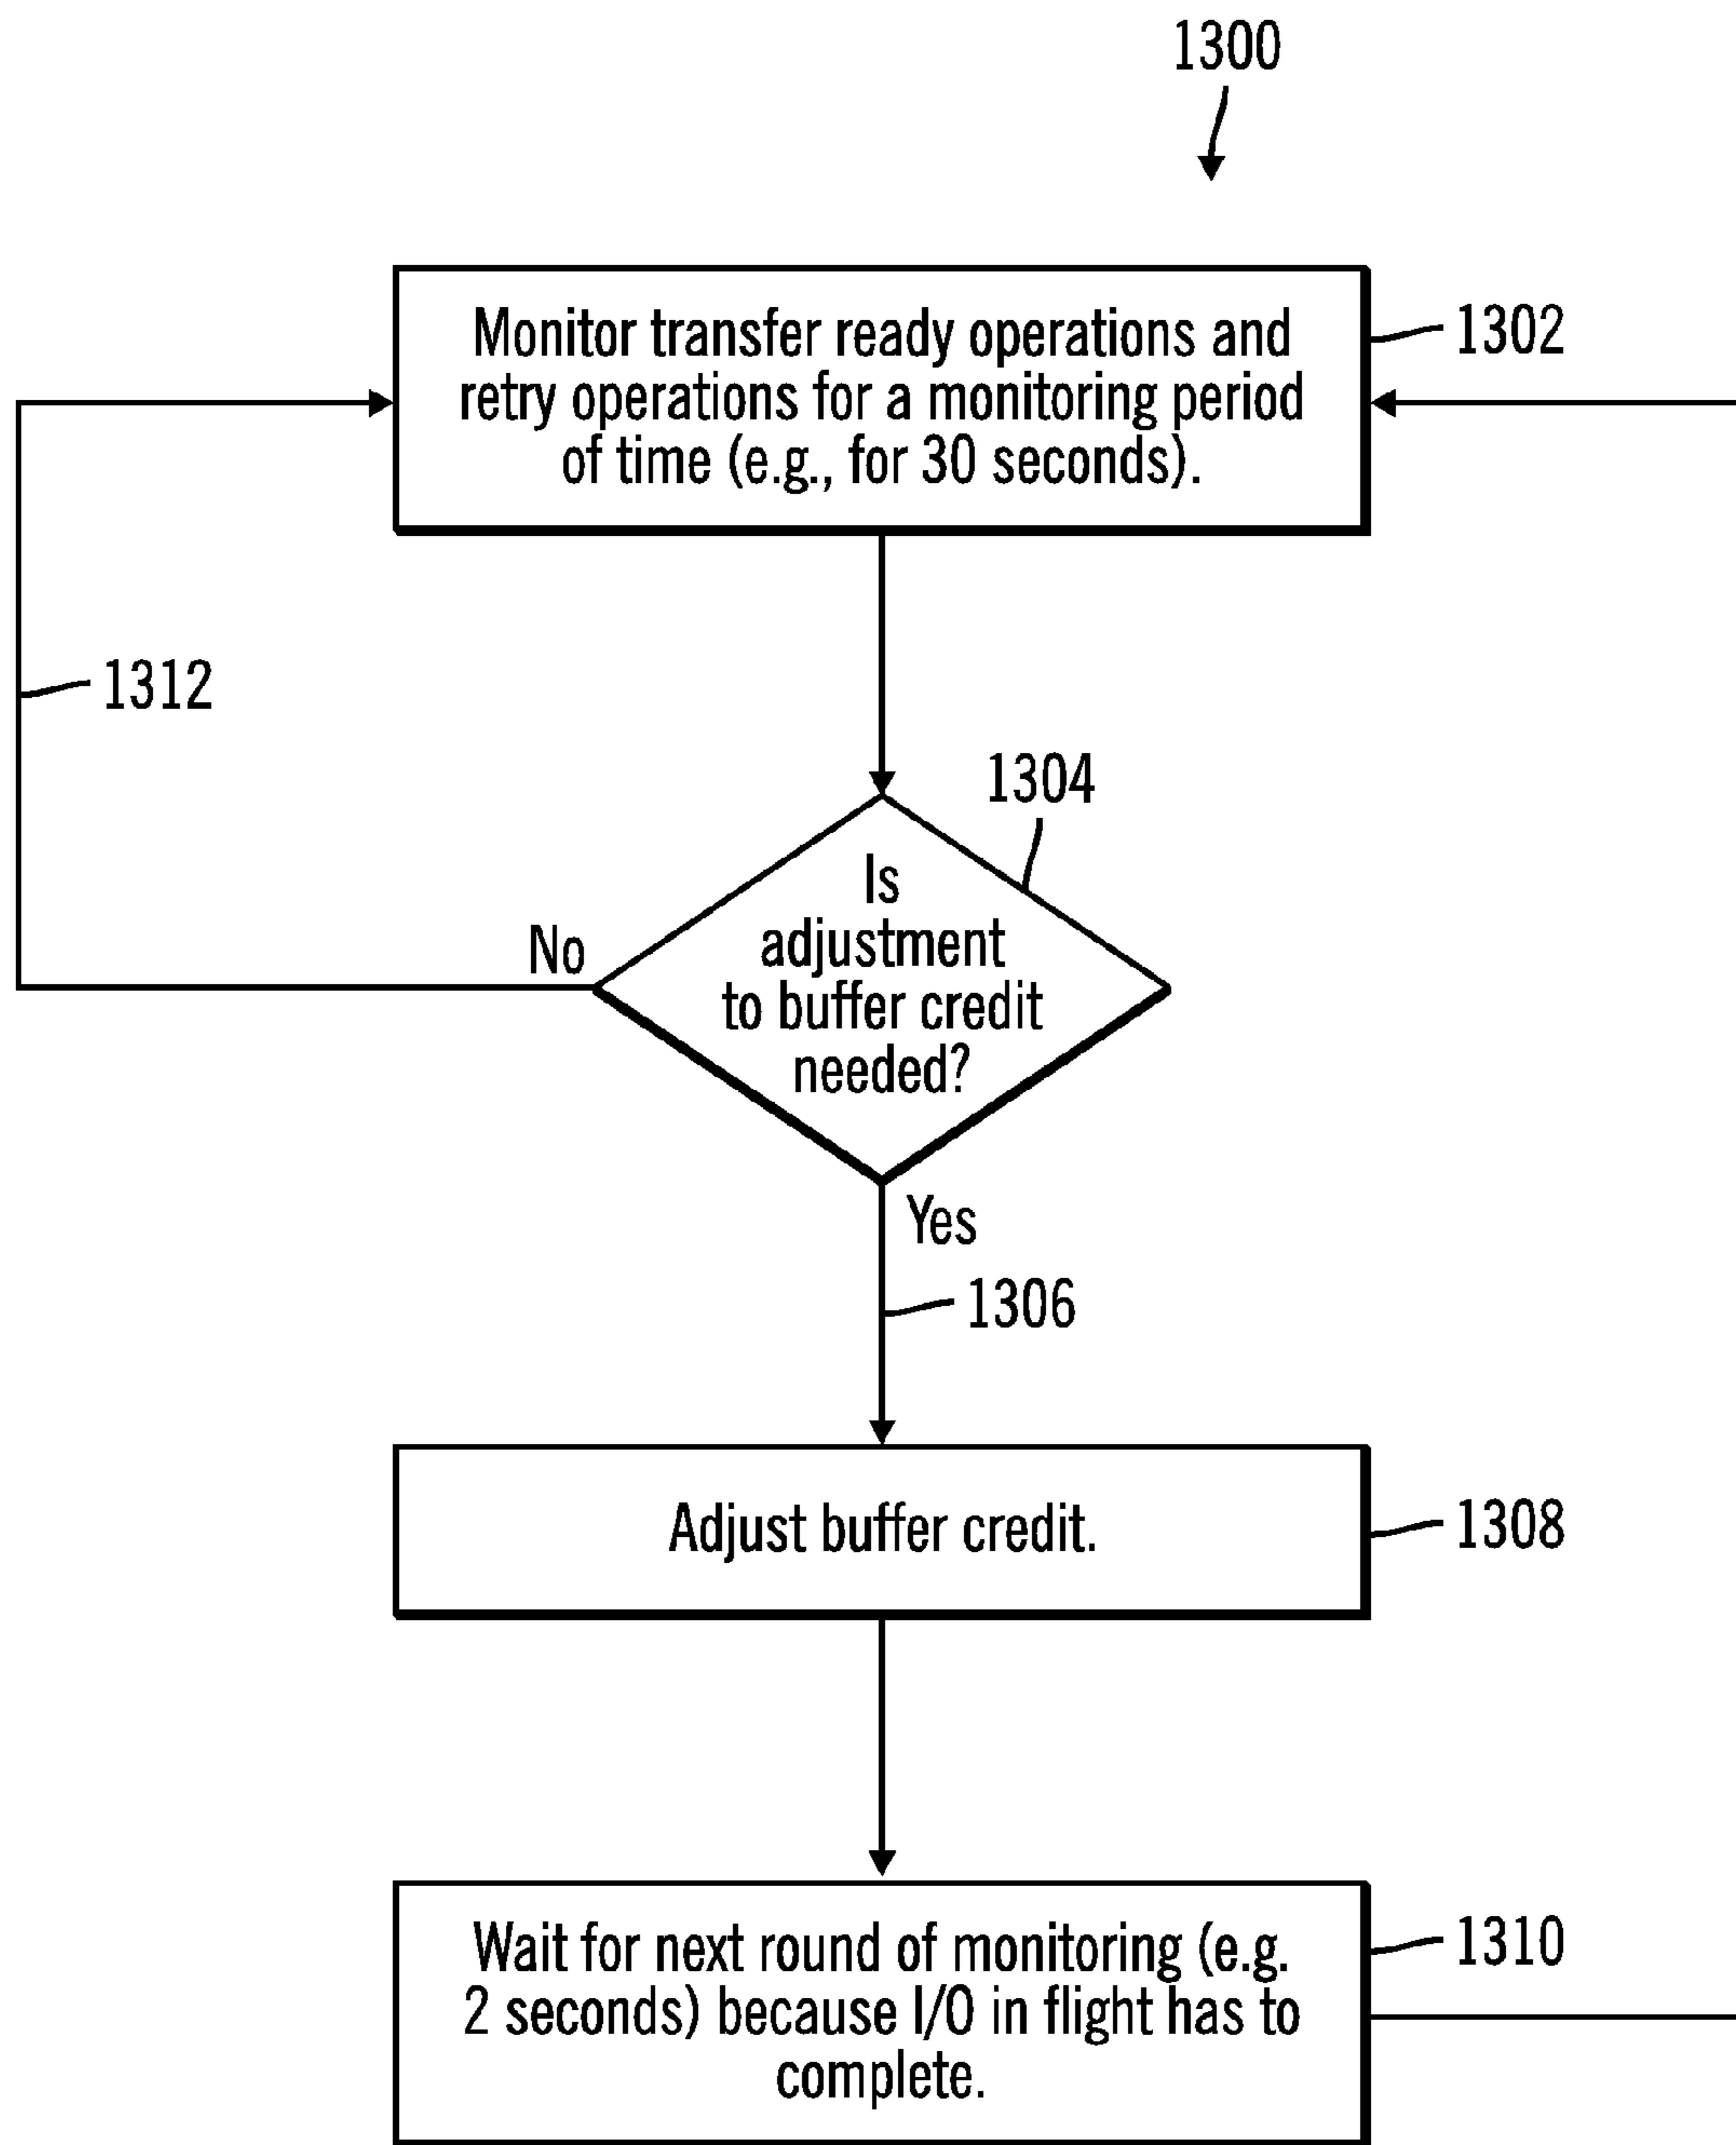 1300
Monitor transfer ready operations and
retry operations for a monitoring period
of time (e.g., for 30 seconds).
1302
1312
1304
Is
adjustment
to buffer credit
needed?
No
Yes
1306
Adjust buffer credit.
1308
Wait for next round of monitoring (e.g.
2 seconds) because I/O in flight has to
complete.
1310